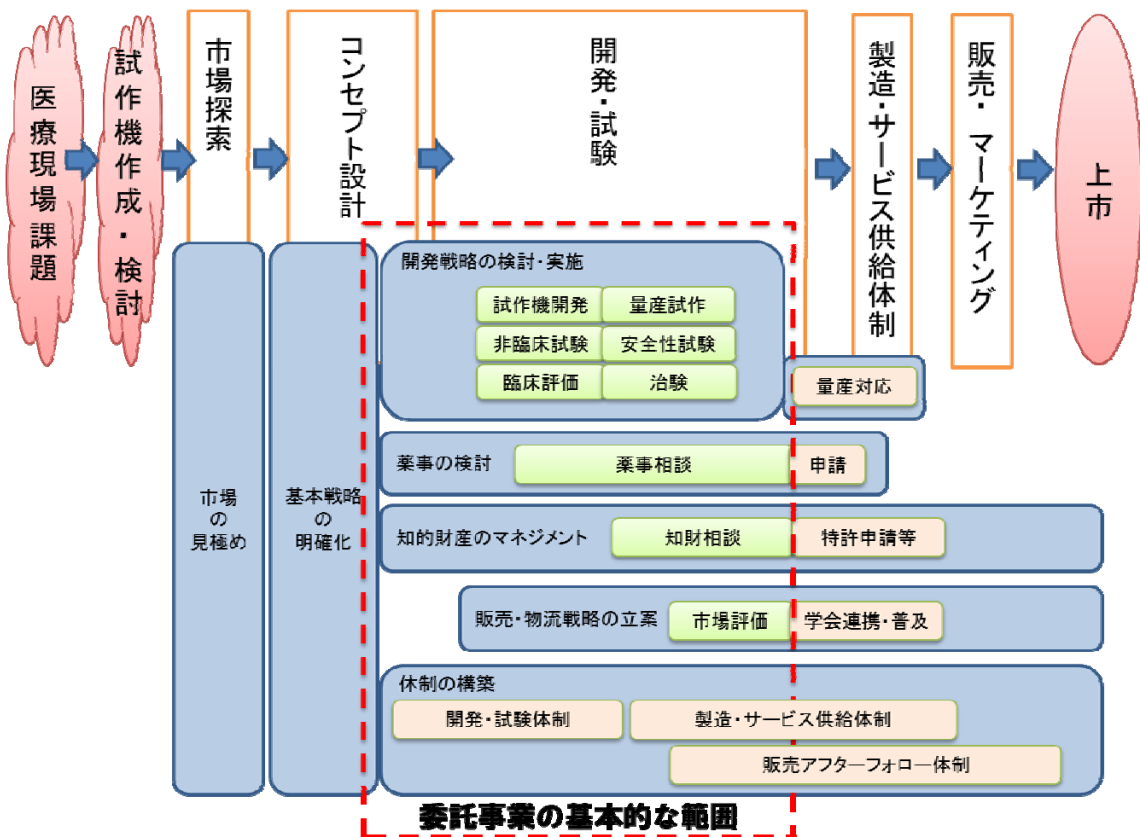 医療現場課題
試作機作成・検討
市場探索
コンセプト設計
開発・試験
製造・サービス供給体制
販売・マーケティング
上市
開発戦略の検討・実施
試作機開発
量産試作
非臨床試験
安全性試験
臨床評価
治験
量産対応
薬事の検討
薬事相談
申請
市場
の
見極め
基本戦略
の
明確化
知的財産のマネジメント
知財相談
特許申請等
販売・物流戦略の立案
市場評価
学会連携・普及
体制の構築
開発・試験体制
製造・サービス供給体制
販売アフターフォロー体制
委託事業の基本的な範囲